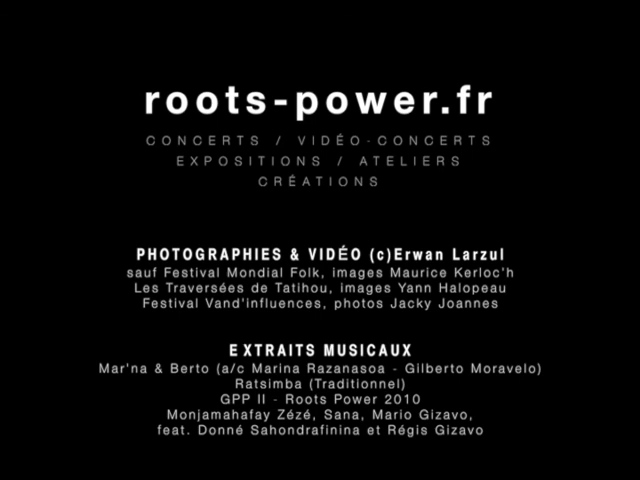 roots-power.fr
CONCERTS / VIDÉO-CONCERTS
EXPOSITIONS / ATELIERS
CRÉATIONS
PHOTOGRAPHIES & VIDÉO (c)Erwan Larzul
sauf Festival Mondial Folk, images Maurice Kerloc'h
Les Traversées de Tatihou, images Yann Halopeau
Festival Vand'influences, photos Jacky Joannes
EXTRAITS MUSICAUX
Mar'na & Berto (a/c Marina Razanasoa - Gilberto Moravelo)
Ratsimba (Traditionnel)
GPP II - Roots Power 2010
Monjamahafay Zézé, Sana, Mario Gizavo,
feat. Donné Sahondrafinina et Régis Gizavo